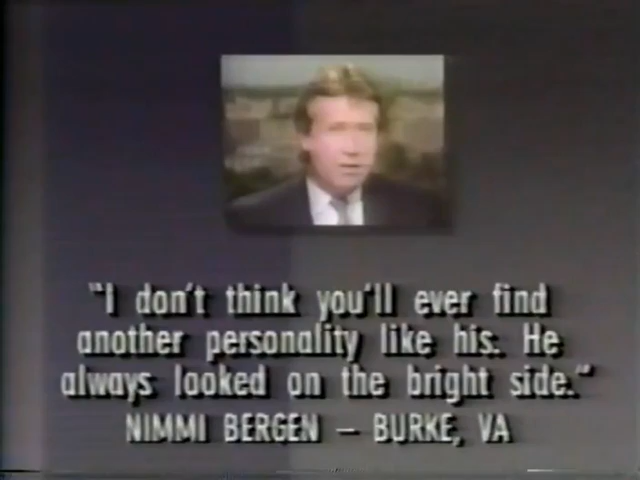 "I don't think you'll ever find
another personality like his. He
always looked on the bright side."
NIMMI BERGEN – BURKE, VA